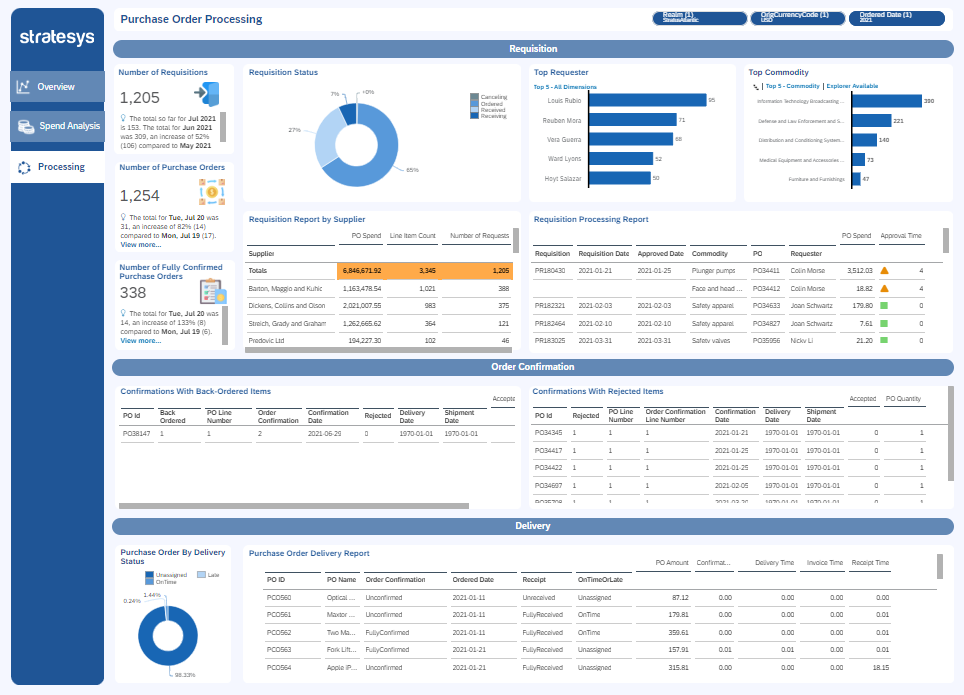 stratesys
Overview
Spend Analysis
Processing
Purchase Order Processing
Realm (1)
StratesAtlantic
OrigCurrencyCode (1)
USD
Ordered Date (1)
2021
Requisition
Number of Requisitions
1,205
The total so far for Jul 2021
is 153. The total for Jun 2021
was 309, an increase of 52%
(106) compared to May 2021
Number of Purchase Orders
1,254
The total for Tue, Jul 20 was
31, an increase of 82% (14)
compared to Mon, Jul 19 (17).
View more...
Number of Fully Confirmed
Purchase Orders
338
The total for Tue, Jul 20 was
14, an increase of 133% (8)
compared to Mon, Jul 19 (6).
View more...
Requisition Status
7%
<0%
27%
65%
Canceling
Ordered
Received
Receiving
Top Requester
Top 5 - All Dimensions
Louis Rubio 95
Reuben Mora 71
Vera Guerra 68
Ward Lyons 52
Hoyt Salazar 50
Top Commodity
Top 5 - Commodity | Explorer Available
Information Technology Broadcasting ... 390
Defense and Law Enforcement and S... 221
Distribution and Conditioning System... 140
Medical Equipment and Accessories ... 73
Furniture and Furnishings 47
Requisition Report by Supplier
PO Spend Line Item Count Number of Requests
Supplier
Totals 6,846,671.92 3,345 1,205
Barton, Maggio and Kuhic 1,163,478.54 1,021 388
Dickens, Collins and Olson 2,021,007.55 983 375
Streich, Grady and Graham 1,262,665.62 364 121
Predovic Ltd 194,227.30 102 46
Requisition Processing Report
PO Spend Approval Time
Requisition Requisition Date Approved Date Commodity PO Requester
PR180430 2021-01-21 2021-01-25 Plunger pumps PO34411 Colin Morse 3,512.03 4
Face and head ... PO34412 Colin Morse 18.82 4
PR182321 2021-02-03 2021-02-03 Safety apparel PO34633 Joan Schwartz 179.80 0
PR182464 2021-02-10 2021-02-10 Safety apparel PO34827 Joan Schwartz 7.61 0
PR183025 2021-03-31 2021-03-31 Safety valves PO35956 Nicky Li 21.20 0
Order Confirmation
Confirmations With Back-Ordered Items
Accepte
PO Id Back Ordered PO Line Number Order Confirmation Confirmation Date Rejected Delivery Date Shipment Date
PO38147 1 1 2 2021-06-29 0 1970-01-01 1970-01-01
Confirmations With Rejected Items
Accepted PO Quantity
PO Id Rejected PO Line Number Order Confirmation Line Number Confirmation Date Delivery Date Shipment Date
PO34345 1 1 1 2021-01-21 1970-01-01 1970-01-01 0 1
PO34417 1 1 1 2021-01-25 1970-01-01 1970-01-01 0 1
PO34422 1 1 1 2021-01-25 1970-01-01 1970-01-01 0 1
PO34697 1 1 1 2021-02-05 1970-01-01 1970-01-01 0 1
1 1 1 1970-01-01 1970-01-01 0 1
Delivery
Purchase Order By Delivery
Status
Unassigned Late
OnTime
1.44%
0.24%
98.33%
Purchase Order Delivery Report
PO Amount Confirmat... Delivery Time Invoice Time Receipt Time
PO ID PO Name Order Confirmation Ordered Date Receipt OnTimeOrLate
PCO560 Optical ... Unconfirmed 2021-01-11 Unreceived Unassigned 87.12 0.00 0.00 0.00 0.00
PCO561 Maxtor ... Unconfirmed 2021-01-11 FullyReceived OnTime 179.81 0.00 0.00 0.00 0.01
PCO562 Two Ma... FullyConfirmed 2021-01-11 FullyReceived OnTime 359.61 0.00 0.00 0.00 0.01
PCO563 Fork Lift... FullyConfirmed 2021-01-21 FullyReceived Unassigned 157.91 0.01 0.01 0.00 0.01
PCO564 Apple iP... Unconfirmed 2021-01-21 FullyReceived Unassigned 315.81 0.00 0.00 0.00 18.15